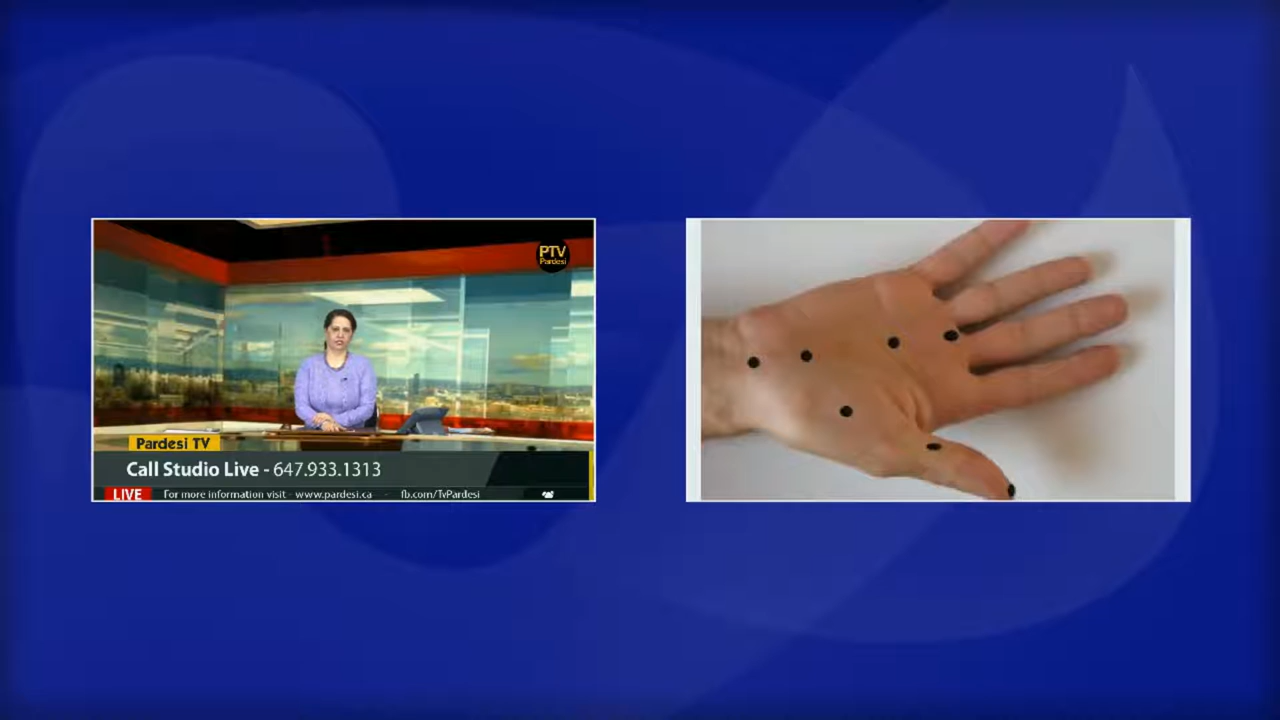 PTV
Pardesi
Pardesi TV
Call Studio Live - 647.933.1313
LIVE
For more information visit - www.pardesi.ca - fb.com/TvPardesi